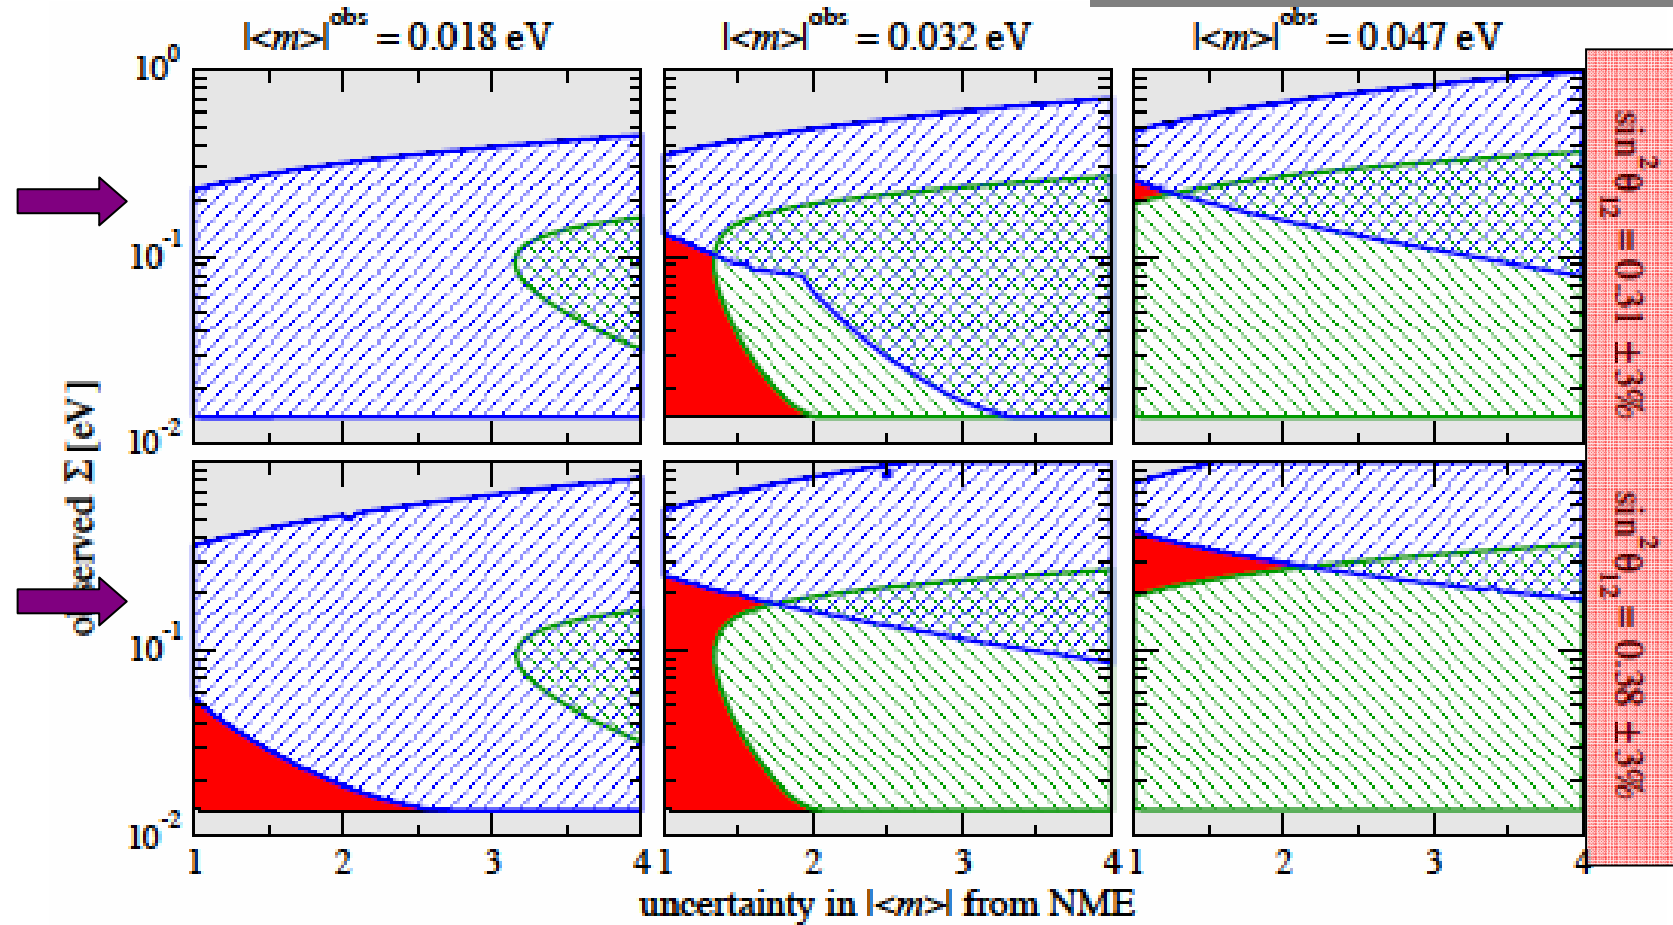 |<m>|obs = 0.018 eV
|<m>|obs = 0.032 eV
|<m>|obs = 0.047 eV
10^0
10^-1
10^-2
sin^2 θ_12 = 0.31 ± 3%
observed Σ [eV]
10^-1
10^-2
sin^2 θ_12 = 0.38 ± 3%
1 2 3 4 1 2 3 4 1 2 3 4
uncertainty in |<m>| from NME